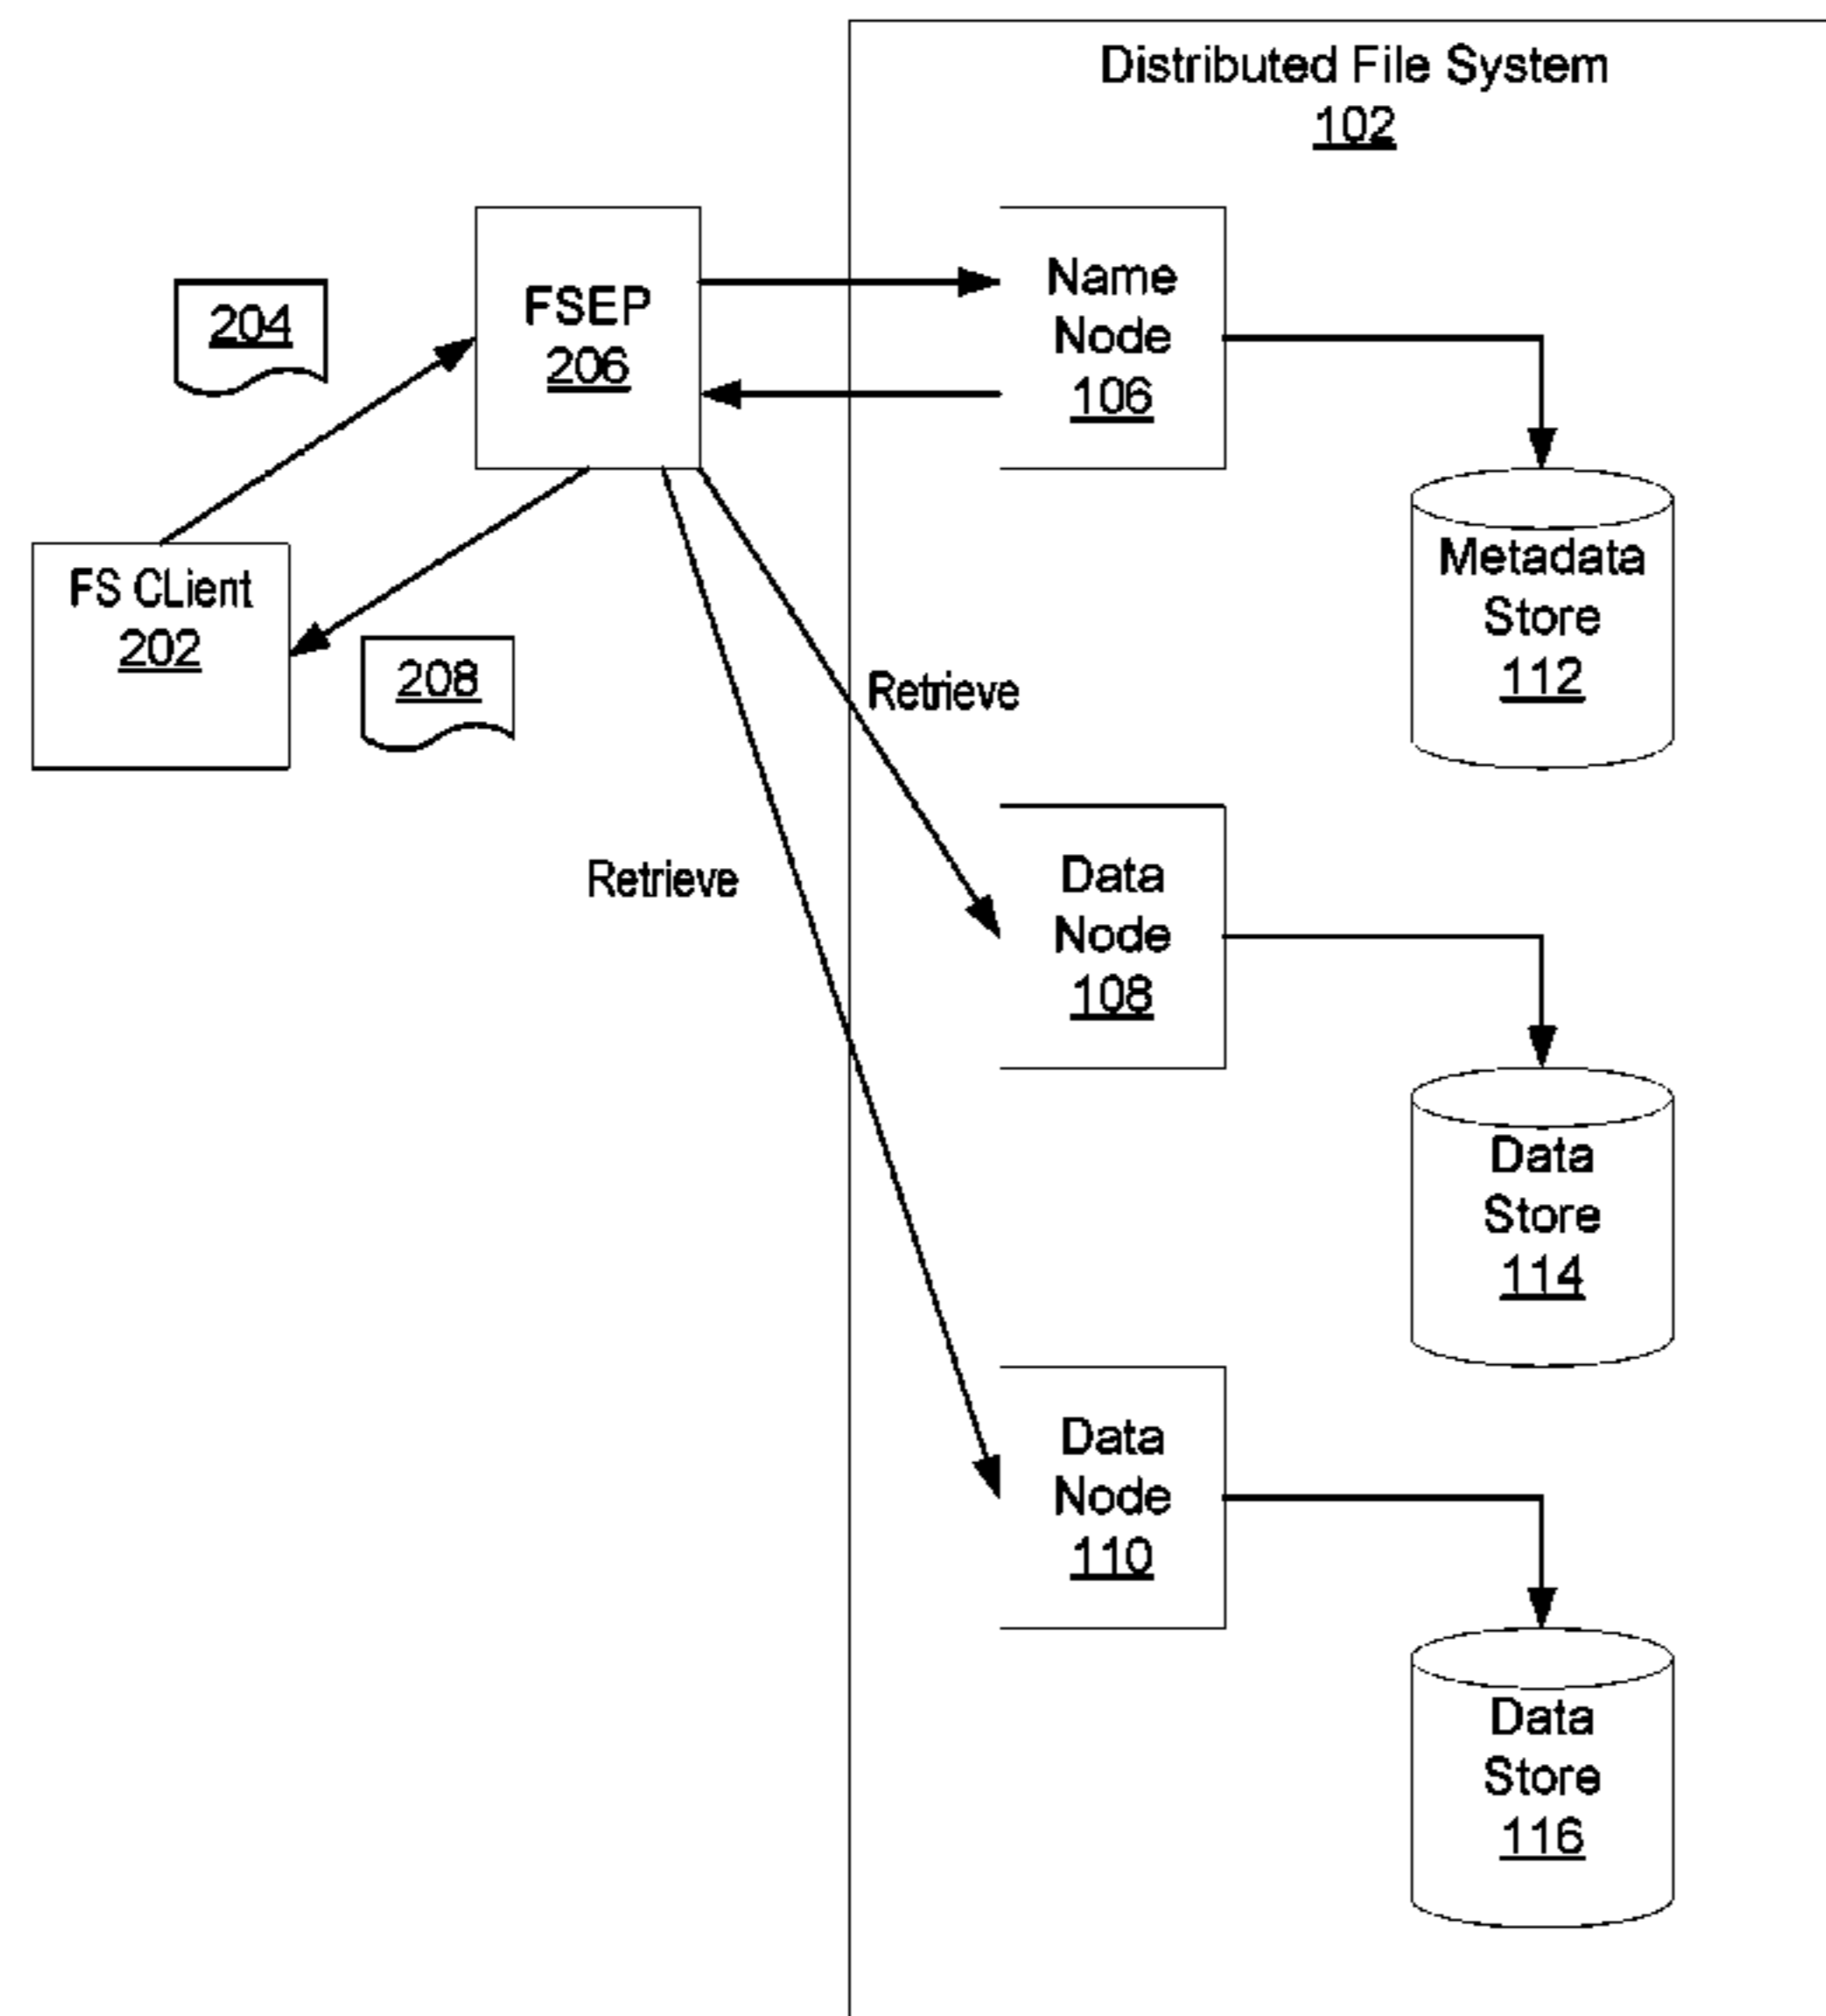 Distributed File System
102
204
FSEP
206
Name
Node
106
FS CLient
202
208
Metadata
Store
112
Retrieve
Retrieve
Data
Node
108
Data
Store
114
Data
Node
110
Data
Store
116